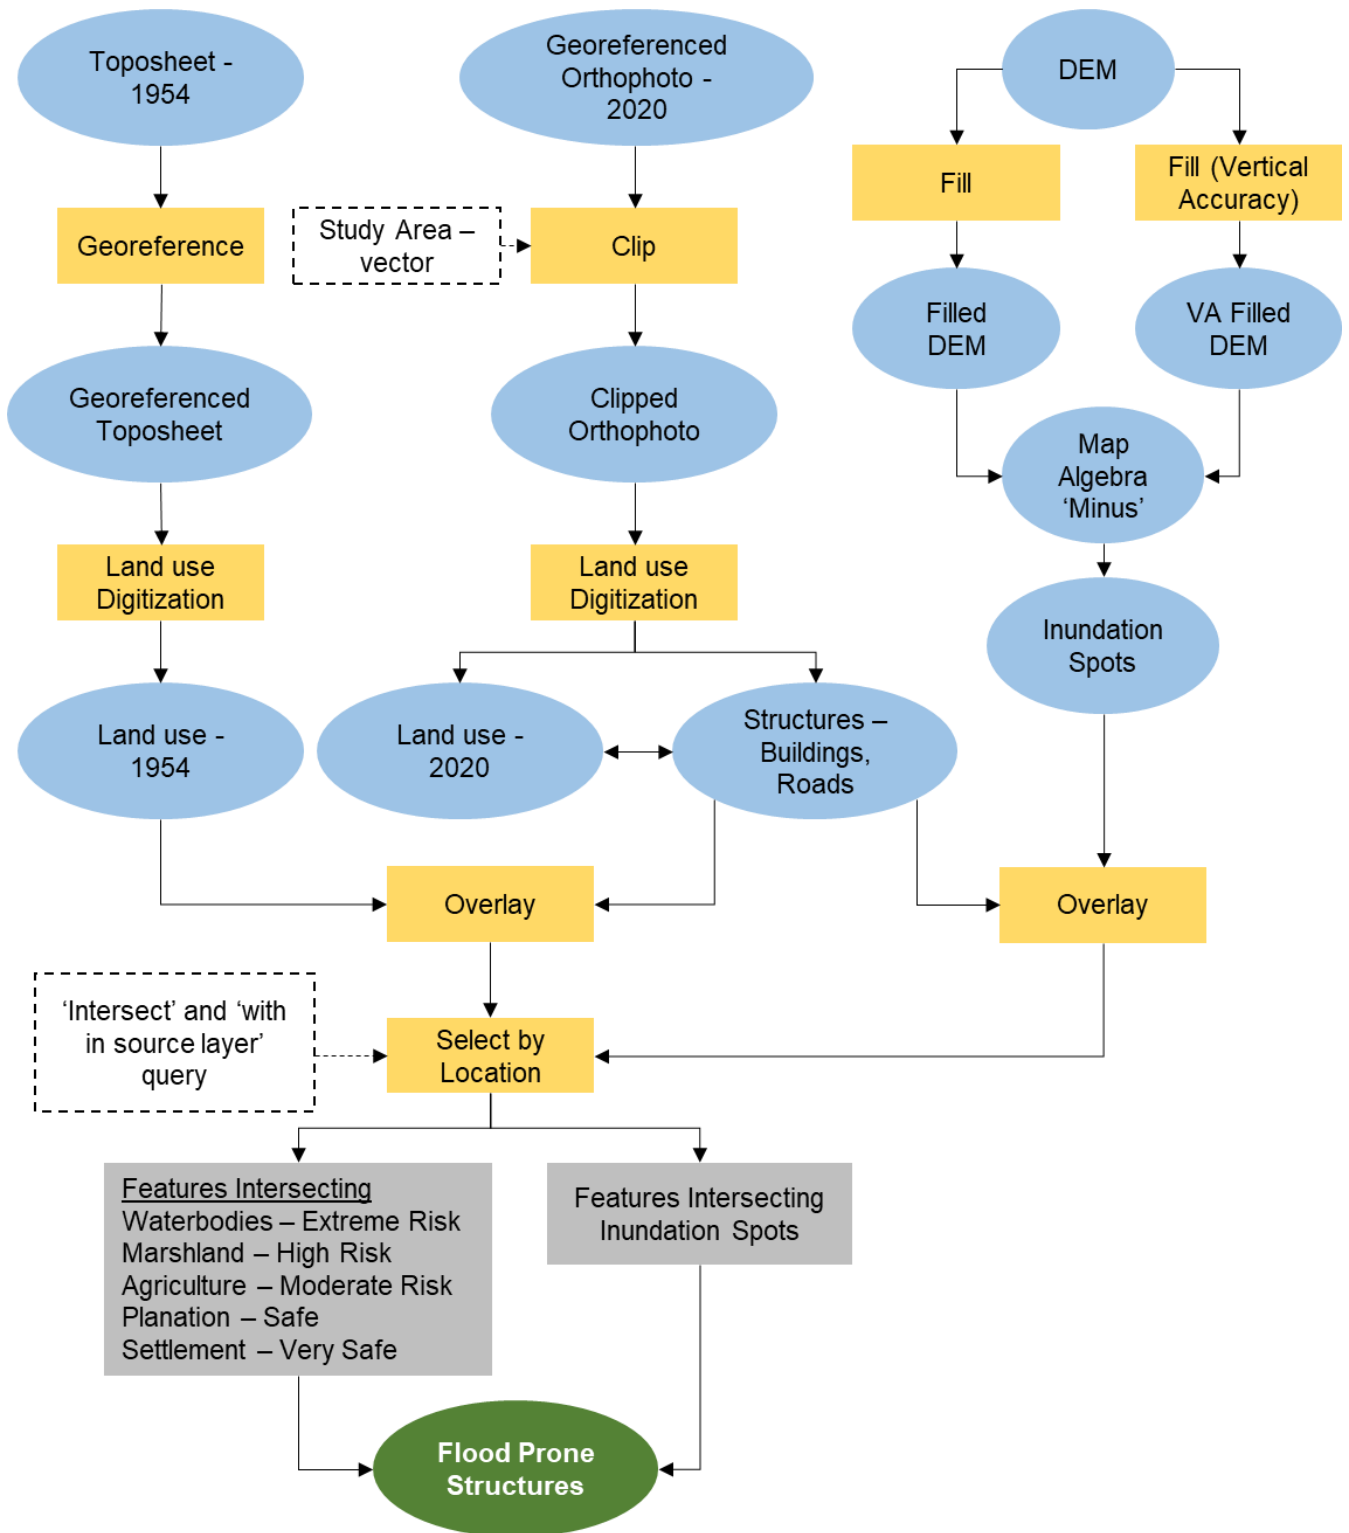 Toposheet -
1954
Georeferenced
Orthophoto -
2020
DEM
Fill
Fill (Vertical
Accuracy)
Georeference
Study Area –
vector
Clip
Filled
DEM
VA Filled
DEM
Georeferenced
Toposheet
Clipped
Orthophoto
Map
Algebra
‘Minus’
Land use
Digitization
Land use
Digitization
Inundation
Spots
Land use -
1954
Land use -
2020
Structures –
Buildings,
Roads
Overlay
Overlay
‘Intersect’ and ‘with
in source layer’
query
Select by
Location
Features Intersecting
Waterbodies – Extreme Risk
Marshland – High Risk
Agriculture – Moderate Risk
Planation – Safe
Settlement – Very Safe
Features Intersecting
Inundation Spots
Flood Prone
Structures